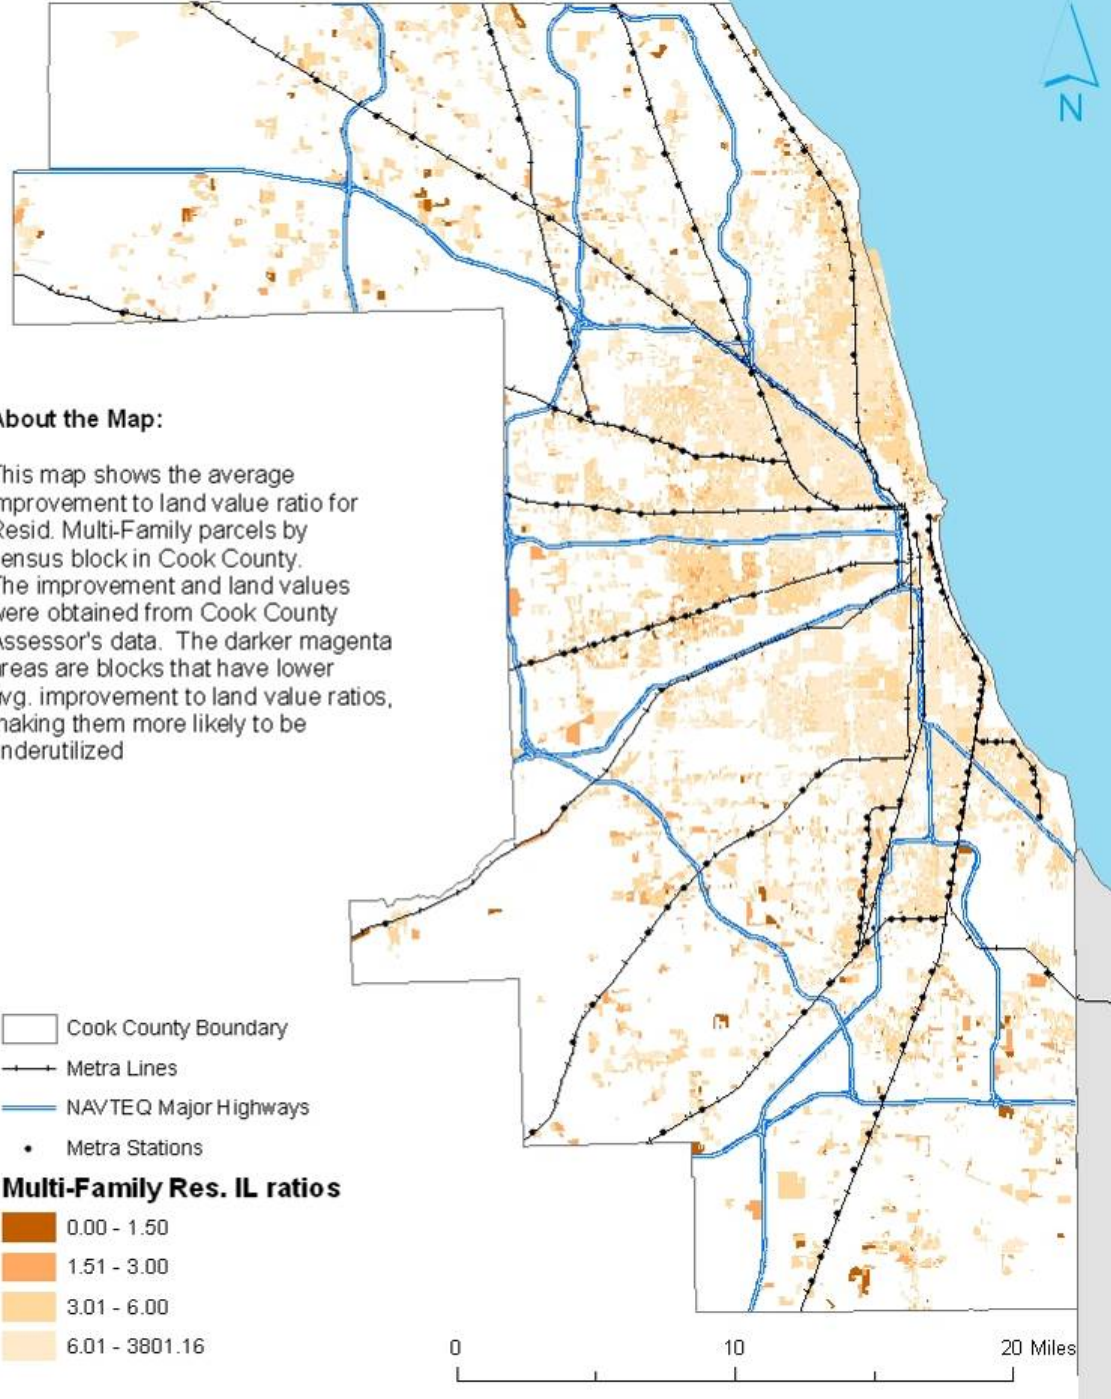 N
About the Map:
This map shows the average
improvement to land value ratio for
Resid. Multi-Family parcels by
census block in Cook County.
The improvement and land values
were obtained from Cook County
Assessor's data. The darker magenta
areas are blocks that have lower
avg. improvement to land value ratios,
making them more likely to be
underutilized
Cook County Boundary
Metra Lines
NAVTEQ Major Highways
Metra Stations
Multi-Family Res. IL ratios
0.00 - 1.50
1.51 - 3.00
3.01 - 6.00
6.01 - 3801.16
0 10 20 Miles